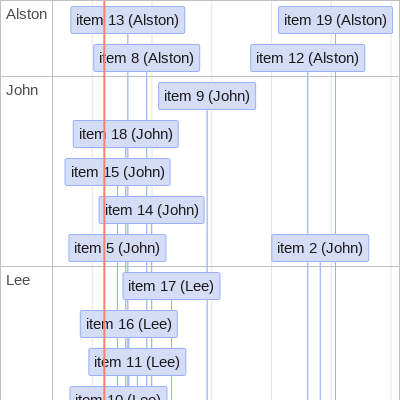 Alston
item 13 (Alston)
item 19 (Alston)
item 8 (Alston)
item 12 (Alston)
John
item 9 (John)
item 18 (John)
item 15 (John)
item 14 (John)
item 5 (John)
item 2 (John)
Lee
item 17 (Lee)
item 16 (Lee)
item 11 (Lee)
item 10 (Lee)